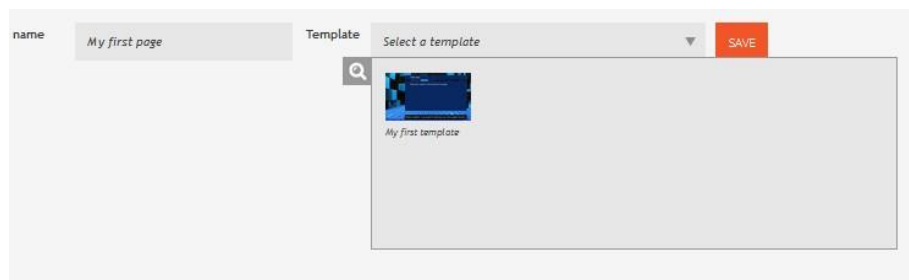 name
My first page
Template
Select a template
SAVE
My first template